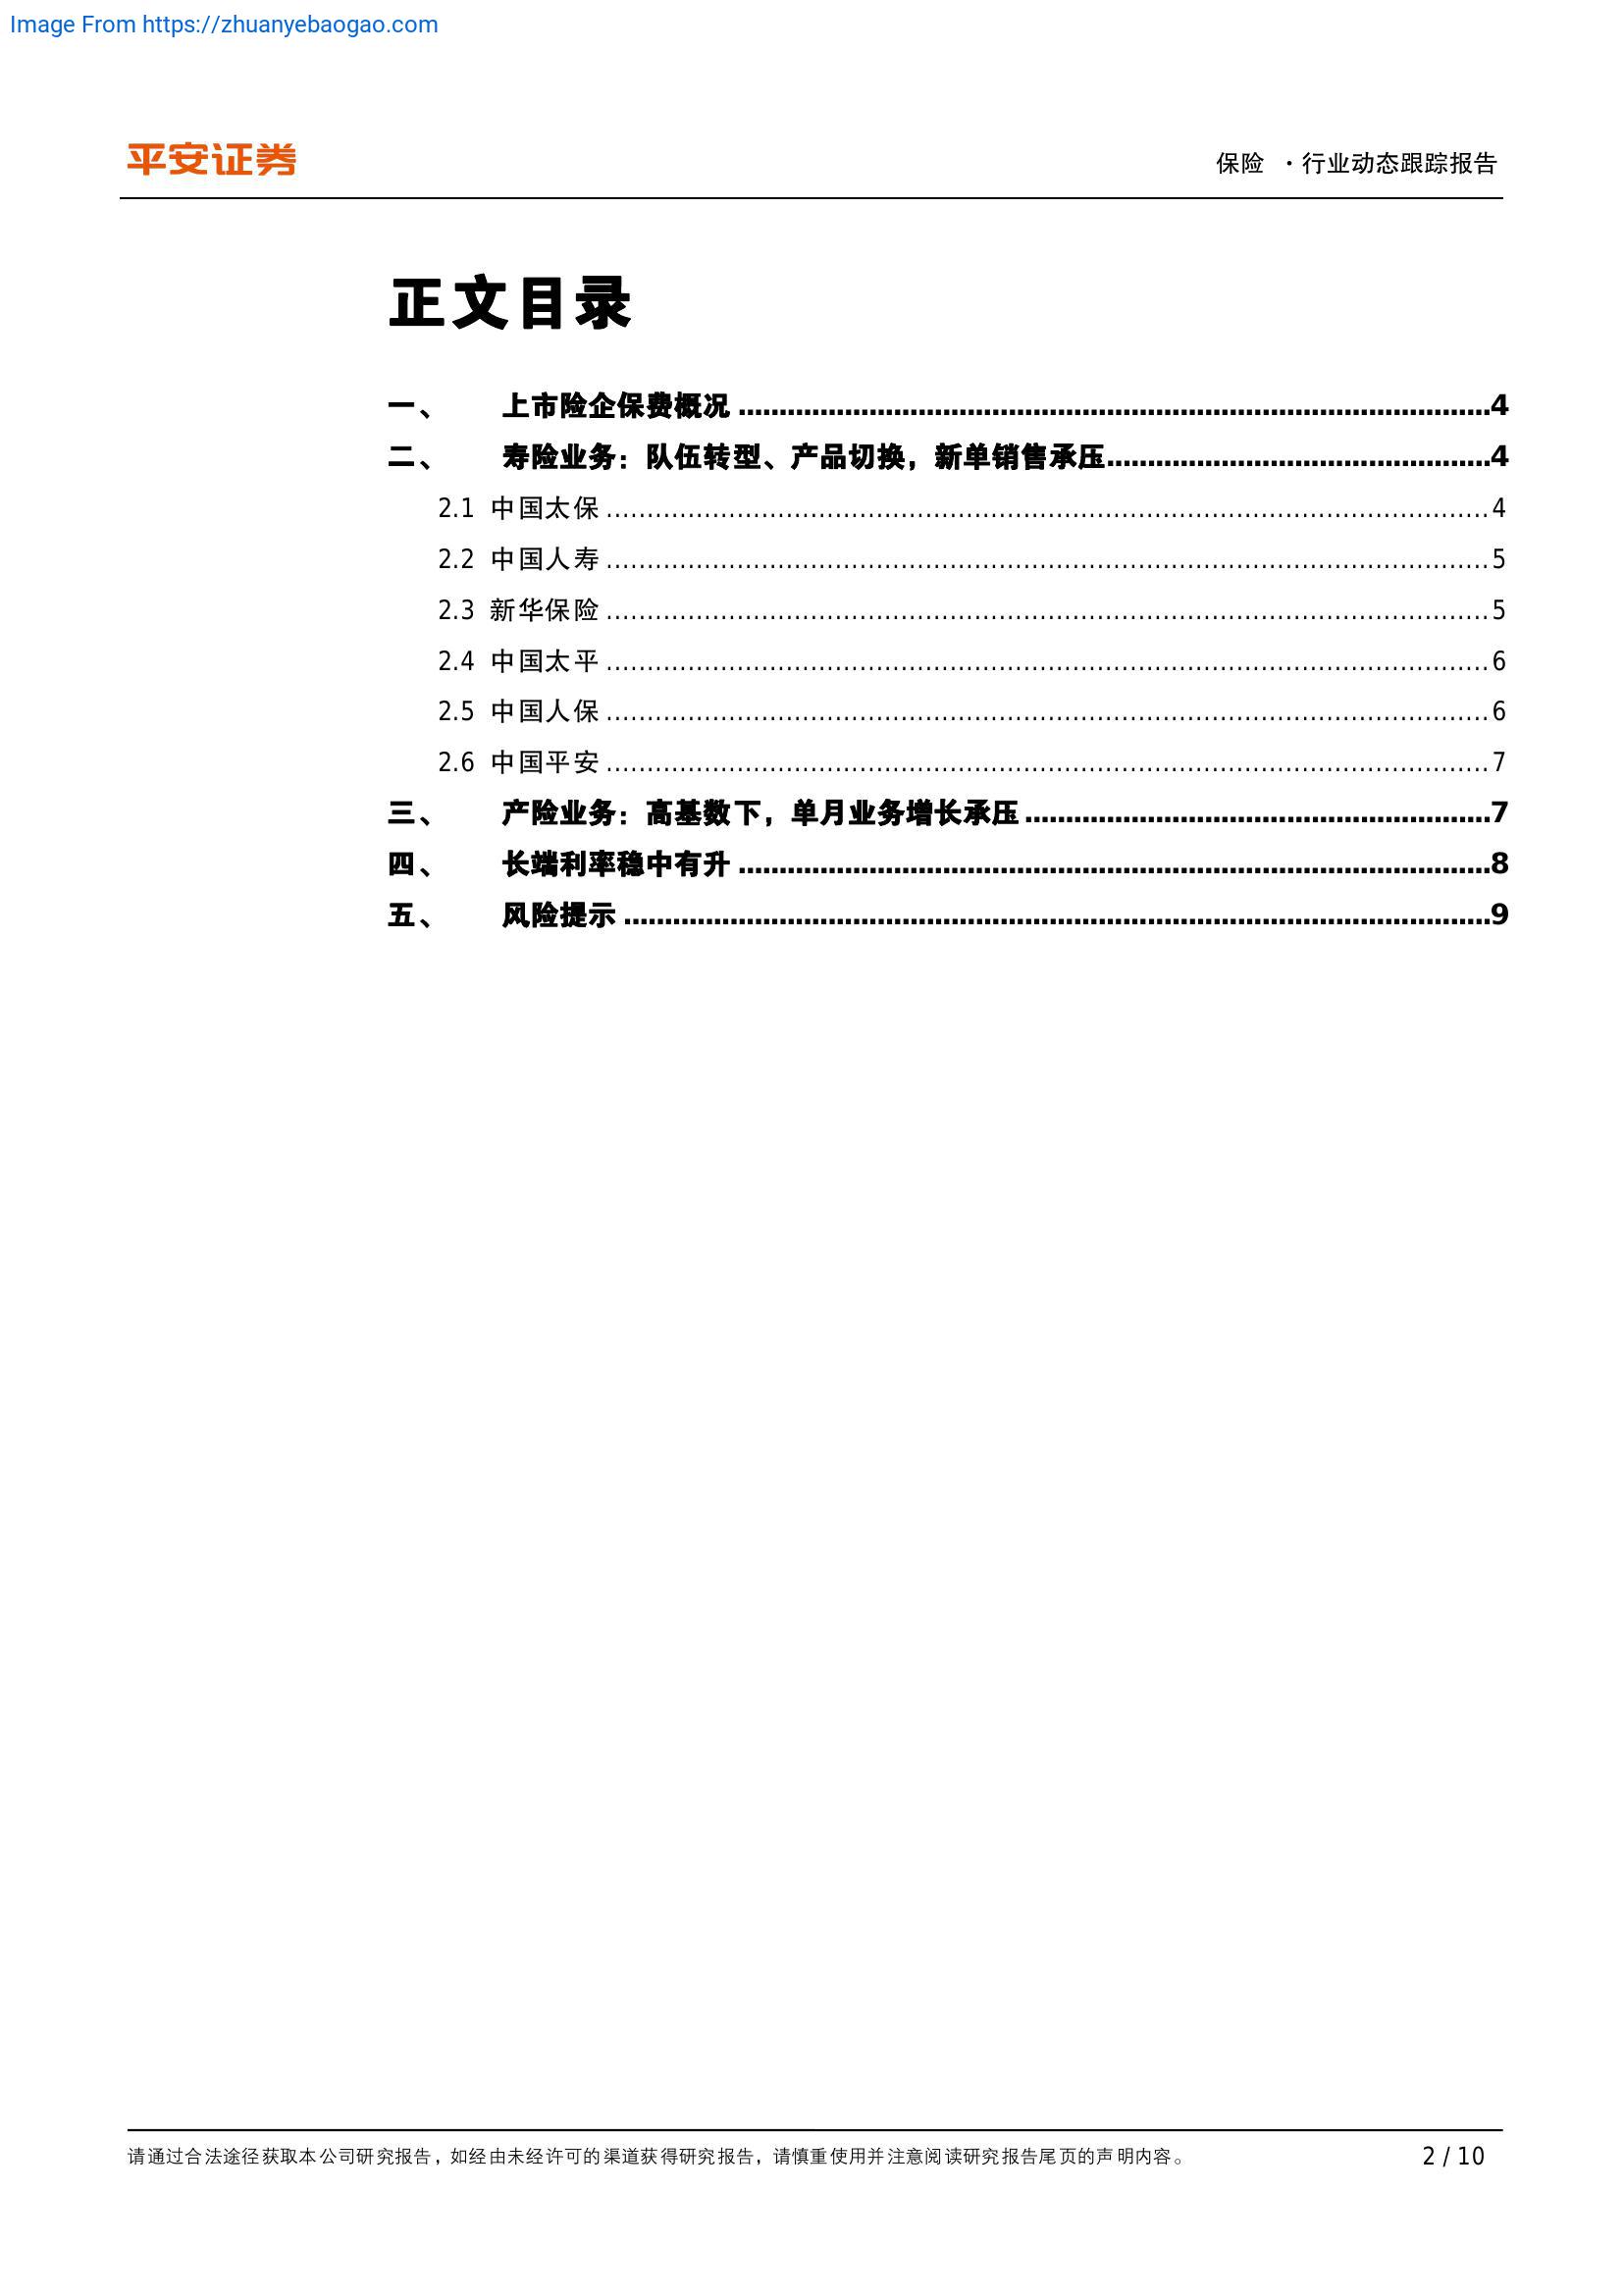 Image From https://zhuanyebaogao.com
平安证券
保险 ·行业动态跟踪报告
正文目录
一、 上市险企保费概况 ........ 4
二、 寿险业务：队伍转型、产品切换，新单销售承压 ........ 4
2.1 中国太保 ........ 4
2.2 中国人寿 ........ 5
2.3 新华保险 ........ 5
2.4 中国太平 ........ 6
2.5 中国人保 ........ 6
2.6 中国平安 ........ 7
三、 产险业务：高基数下，单月业务增长承压 ........ 7
四、 长端利率稳中有升 ........ 8
五、 风险提示 ........ 9
请通过合法途径获取本公司研究报告，如经由未经许可的渠道获得研究报告，请慎重使用并注意阅读研究报告尾页的声明内容。 2 / 10